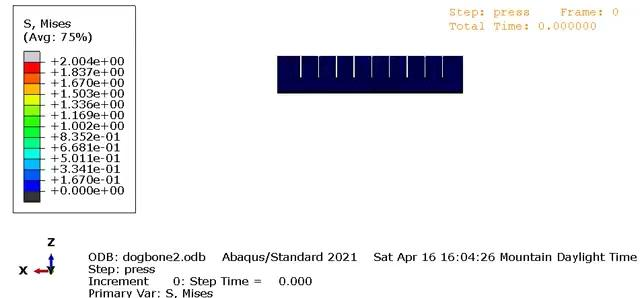 Step: press    Frame: 0
Total Time: 0.000000
S, Mises
(Avg: 75%)
+2.004e+00
+1.837e+00
+1.670e+00
+1.503e+00
+1.336e+00
+1.169e+00
+1.002e+00
+8.352e-01
+6.681e-01
+5.011e-01
+3.341e-01
+1.670e-01
+0.000e+00
Z
X Y
ODB: dogbone2.odb    Abaqus/Standard 2021    Sat Apr 16 16:04:26 Mountain Daylight Time
Step: press
Increment    0: Step Time =    0.000
Primary Var: S, Mises